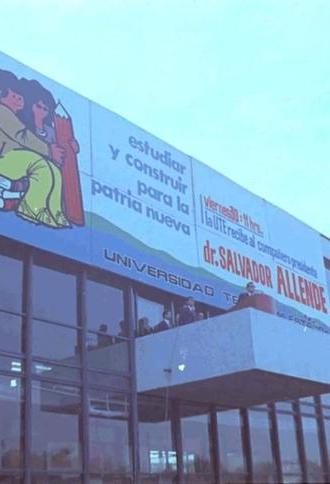 estudiar
y construir
para la
patria nueva
viernes 10: 11 hrs.
la UTE recibe al compañero presidente
dr. SALVADOR ALLENDE
UNIVERSIDAD